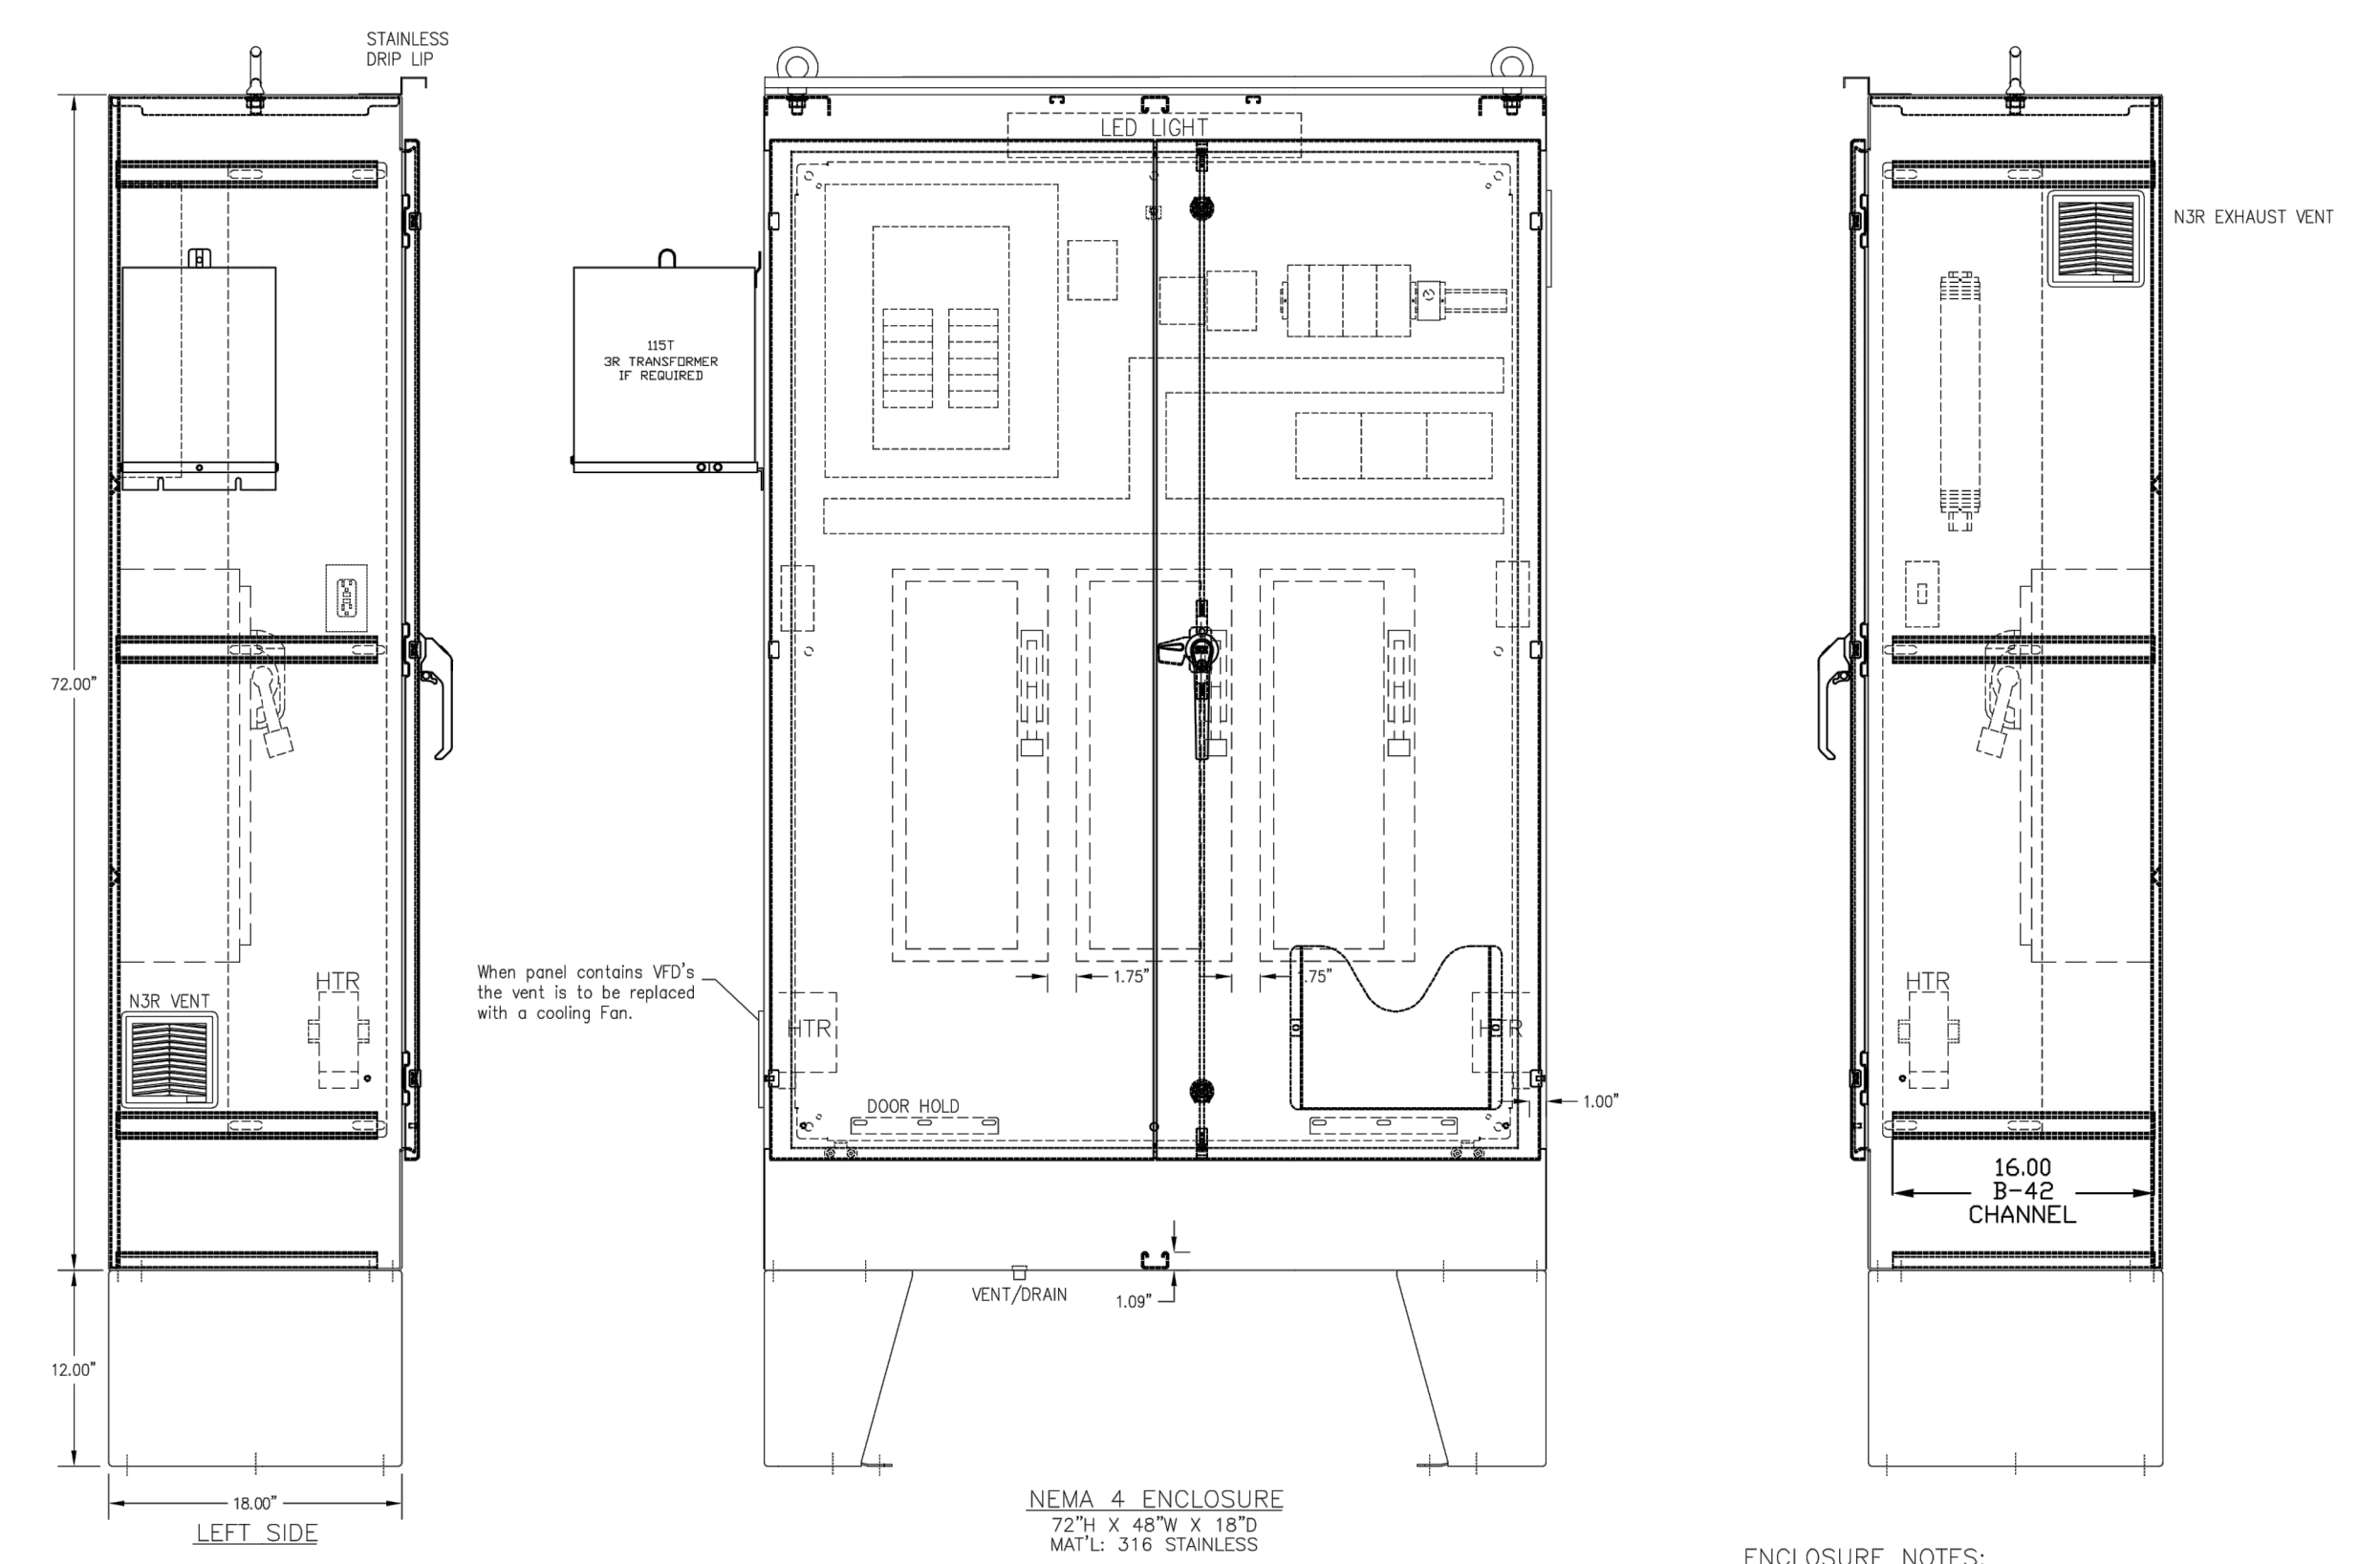 STAINLESS
DRIP LIP
LED LIGHT
N3R EXHAUST VENT
115T
3R TRANSFORMER
IF REQUIRED
72.00"
When panel contains VFD's
the vent is to be replaced
with a cooling Fan.
1.75"
1.75"
HTR
HTR
N3R VENT
HTR
HTR
DOOR HOLD
1.00"
16.00
B-42
CHANNEL
VENT/DRAIN
1.09"
12.00"
18.00"
LEFT SIDE
NEMA 4 ENCLOSURE
72"H X 48"W X 18"D
MAT'L: 316 STAINLESS
ENCLOSURE NOTES: